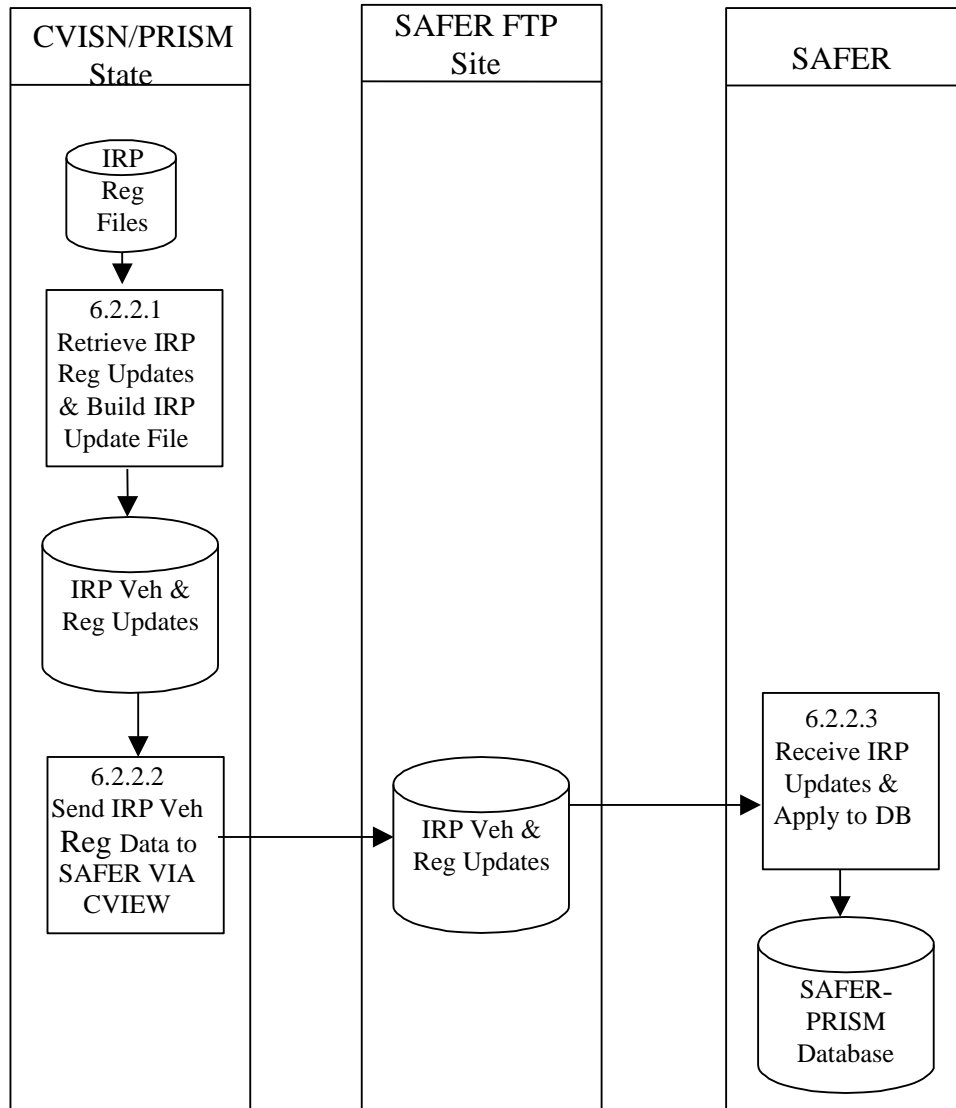 CVISN/PRISM
State
SAFER FTP
Site
SAFER
IRP
Reg
Files
6.2.2.1
Retrieve IRP
Reg Updates
& Build IRP
Update File
IRP Veh &
Reg Updates
6.2.2.2
Send IRP Veh
Reg Data to
SAFER VIA
CVIEW
IRP Veh &
Reg Updates
6.2.2.3
Receive IRP
Updates &
Apply to DB
SAFER-
PRISM
Database